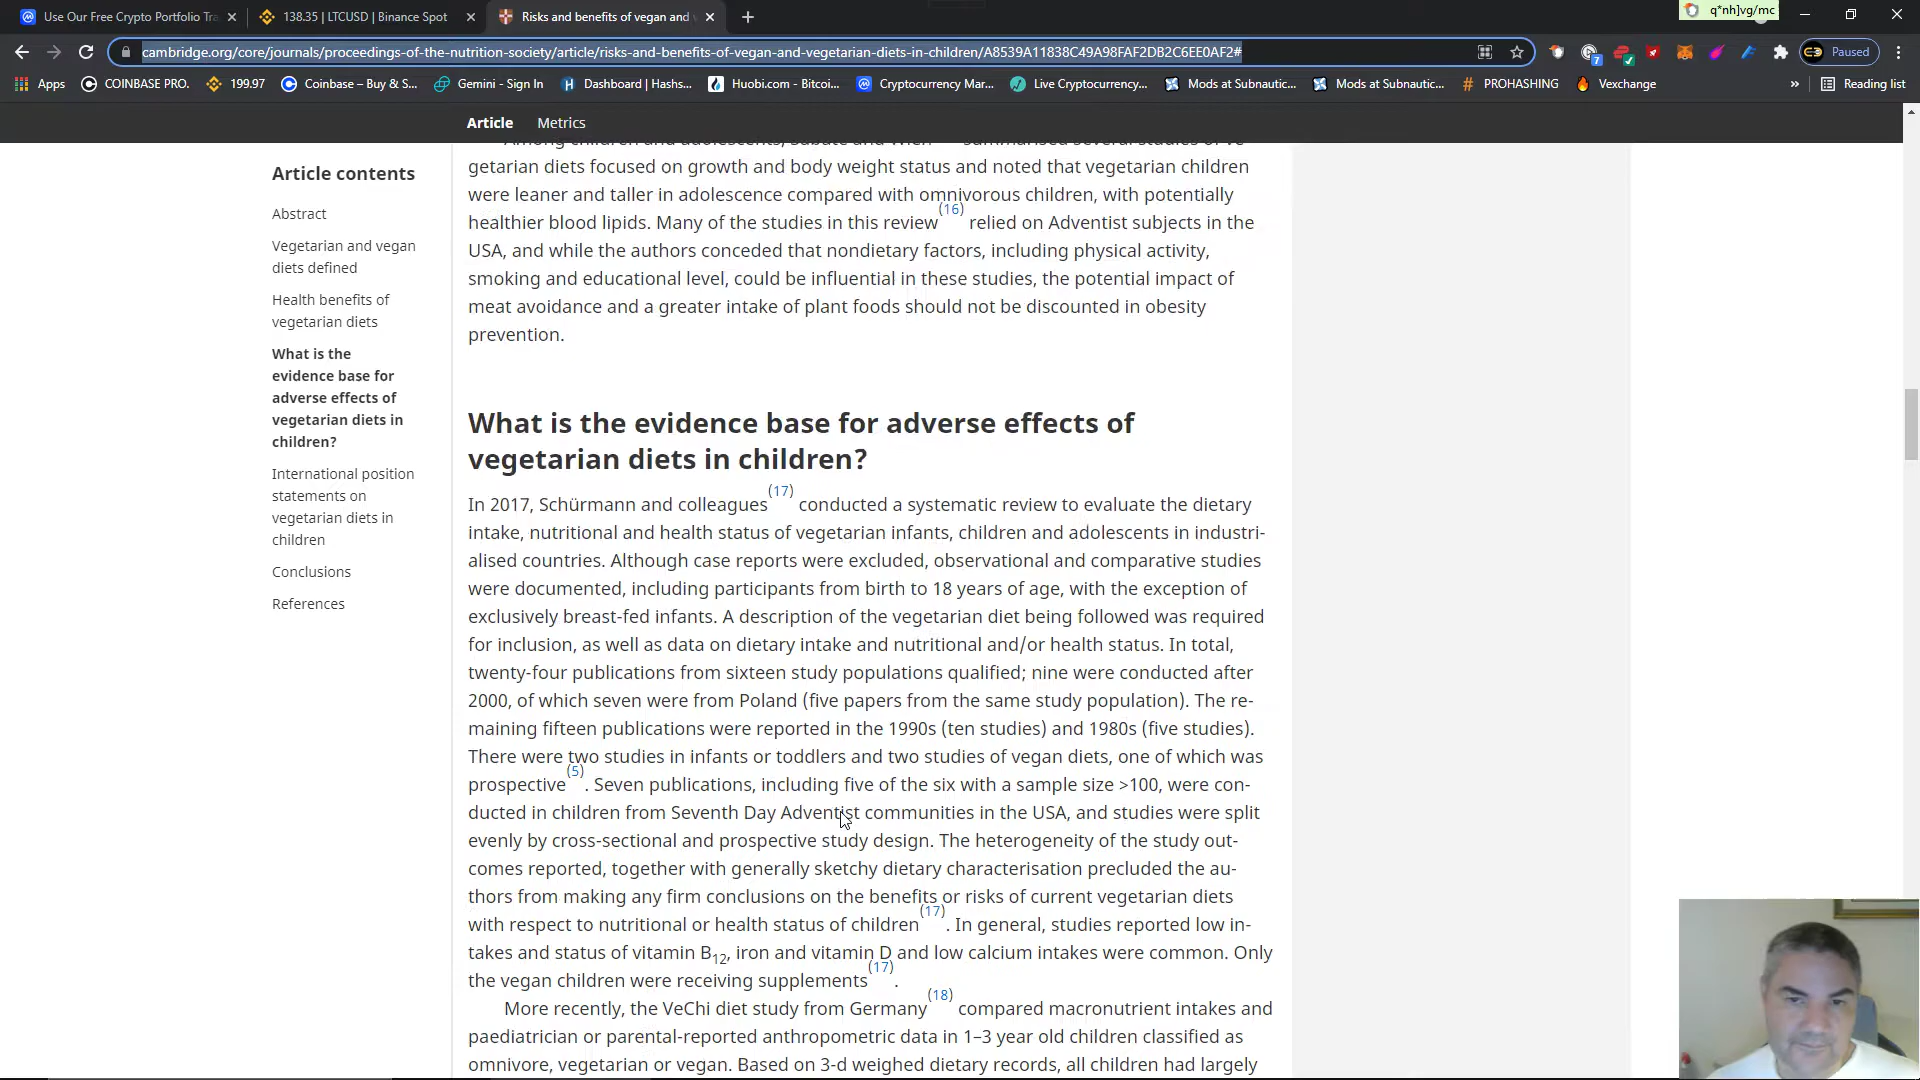 Use Our Free Crypto Portfolio Tra
138.35 | LTCUSD | Binance Spot
Risks and benefits of vegan and
q*nh]vg/mc
cambridge.org/core/journals/proceedings-of-the-nutrition-society/article/risks-and-benefits-of-vegan-and-vegetarian-diets-in-children/A8539A11838C49A98FAF2DB2C6EE0AF2#
7
Paused
Apps
COINBASE PRO.
199.97
Coinbase – Buy & S...
Gemini - Sign In
Dashboard | Hashs...
Huobi.com - Bitcoi...
Cryptocurrency Mar...
Live Cryptocurrency...
Mods at Subnautic...
Mods at Subnautic...
PROHASHING
Vexchange
»
Reading list
Article
Metrics
Article contents
Abstract
Vegetarian and vegan
diets defined
Health benefits of
vegetarian diets
What is the
evidence base for
adverse effects of
vegetarian diets in
children?
International position
statements on
vegetarian diets in
children
Conclusions
References
Among children and adolescents, Sabaté and Wien summarised several studies of ve-
getarian diets focused on growth and body weight status and noted that vegetarian children
were leaner and taller in adolescence compared with omnivorous children, with potentially
healthier blood lipids. Many of the studies in this review(16) relied on Adventist subjects in the
USA, and while the authors conceded that nondietary factors, including physical activity,
smoking and educational level, could be influential in these studies, the potential impact of
meat avoidance and a greater intake of plant foods should not be discounted in obesity
prevention.
What is the evidence base for adverse effects of
vegetarian diets in children?
In 2017, Schürmann and colleagues(17) conducted a systematic review to evaluate the dietary
intake, nutritional and health status of vegetarian infants, children and adolescents in industri-
alised countries. Although case reports were excluded, observational and comparative studies
were documented, including participants from birth to 18 years of age, with the exception of
exclusively breast-fed infants. A description of the vegetarian diet being followed was required
for inclusion, as well as data on dietary intake and nutritional and/or health status. In total,
twenty-four publications from sixteen study populations qualified; nine were conducted after
2000, of which seven were from Poland (five papers from the same study population). The re-
maining fifteen publications were reported in the 1990s (ten studies) and 1980s (five studies).
There were two studies in infants or toddlers and two studies of vegan diets, one of which was
prospective(5). Seven publications, including five of the six with a sample size >100, were con-
ducted in children from Seventh Day Adventist communities in the USA, and studies were split
evenly by cross-sectional and prospective study design. The heterogeneity of the study out-
comes reported, together with generally sketchy dietary characterisation precluded the au-
thors from making any firm conclusions on the benefits or risks of current vegetarian diets
with respect to nutritional or health status of children(17). In general, studies reported low in-
takes and status of vitamin B12, iron and vitamin D and low calcium intakes were common. Only
the vegan children were receiving supplements(17).
More recently, the VeChi diet study from Germany(18) compared macronutrient intakes and
paediatrician or parental-reported anthropometric data in 1–3 year old children classified as
omnivore, vegetarian or vegan. Based on 3-d weighed dietary records, all children had largely